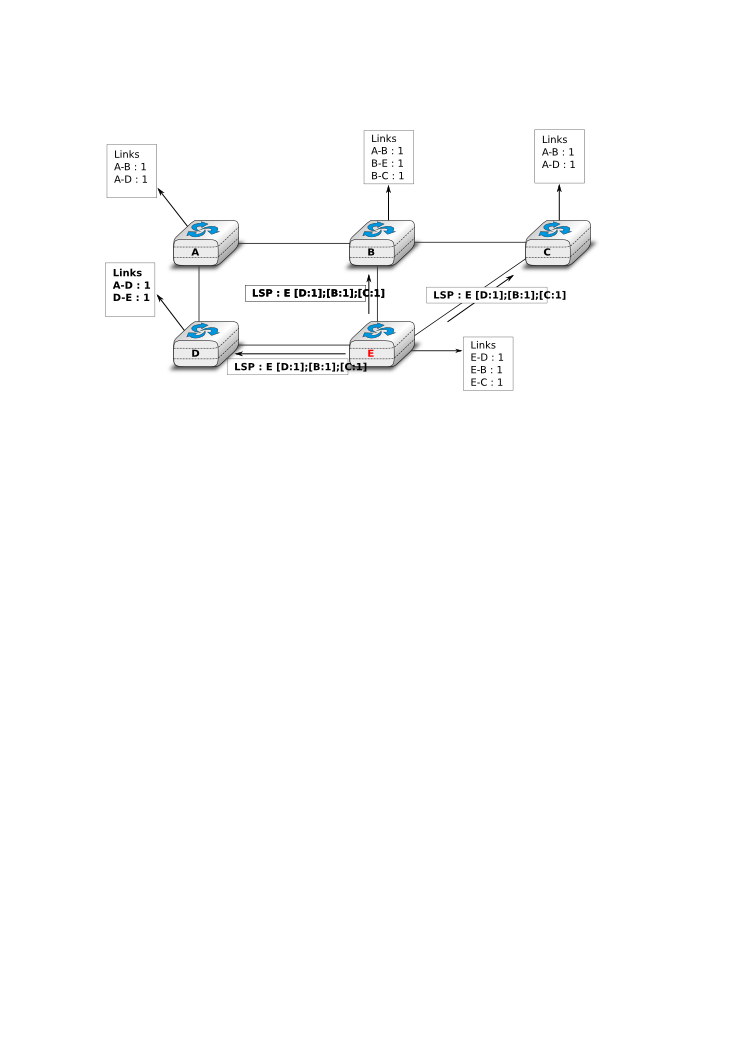 Links
A-B : 1
A-D : 1
Links
A-B : 1
B-E : 1
B-C : 1
Links
A-B : 1
A-D : 1
A
B
C
Links
A-D : 1
D-E : 1
LSP : E [D:1];[B:1];[C:1]
LSP : E [D:1];[B:1];[C:1]
D
E
LSP : E [D:1];[B:1];[C:1]
Links
E-D : 1
E-B : 1
E-C : 1